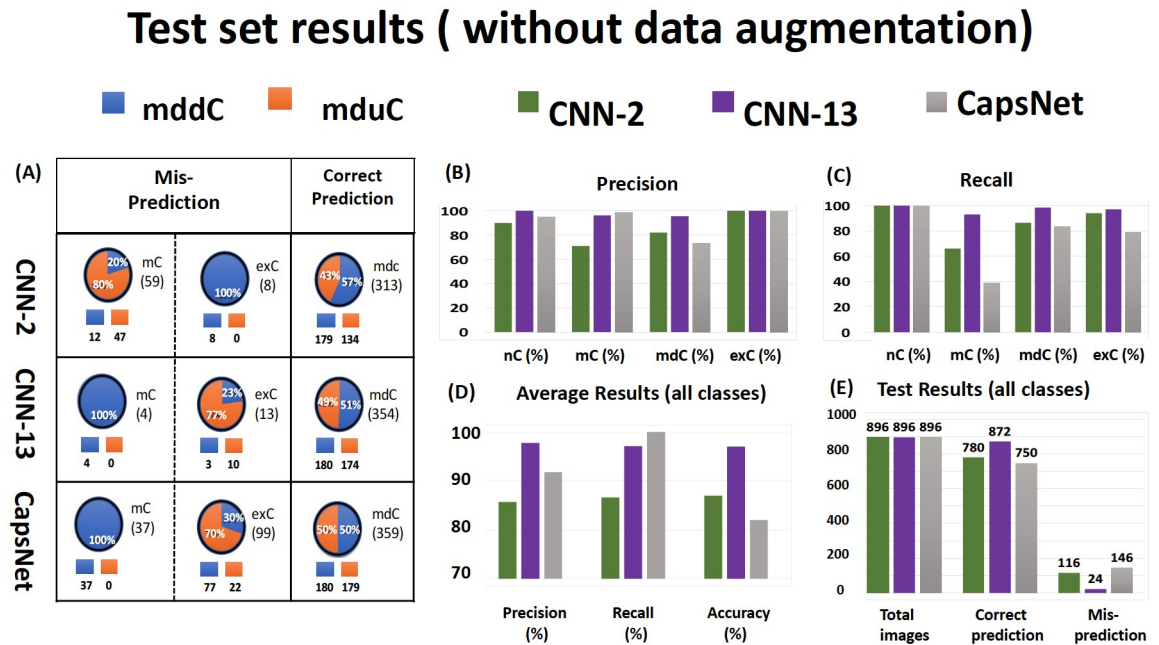 Test set results ( without data augmentation)
mddC mduC CNN-2 CNN-13 CapsNet
(A)
Mis-
Prediction
Correct
Prediction
CNN-2
20%
80%
mC
(59)
12 47
100%
exC
(8)
8 0
43%
57%
mdc
(313)
179 134
CNN-13
100%
mC
(4)
4 0
23%
77%
exC
(13)
3 10
49%
51%
mdC
(354)
180 174
CapsNet
100%
mC
(37)
37 0
30%
70%
exC
(99)
77 22
50% 50%
mdC
(359)
180 179
(B)
Precision
100
80
60
40
20
0
nC (%) mC (%) mdC (%) exC (%)
(C)
Recall
100
80
60
40
20
0
nC (%) mC (%) mdC (%) exC (%)
(D) Average Results (all classes)
100
90
80
70
Precision
(%)
Recall
(%)
Accuracy
(%)
(E) Test Results (all classes)
1000
800
600
400
200
0
896 896 896
780 872 750
116 24 146
Total
images
Correct
prediction
Mis-
prediction